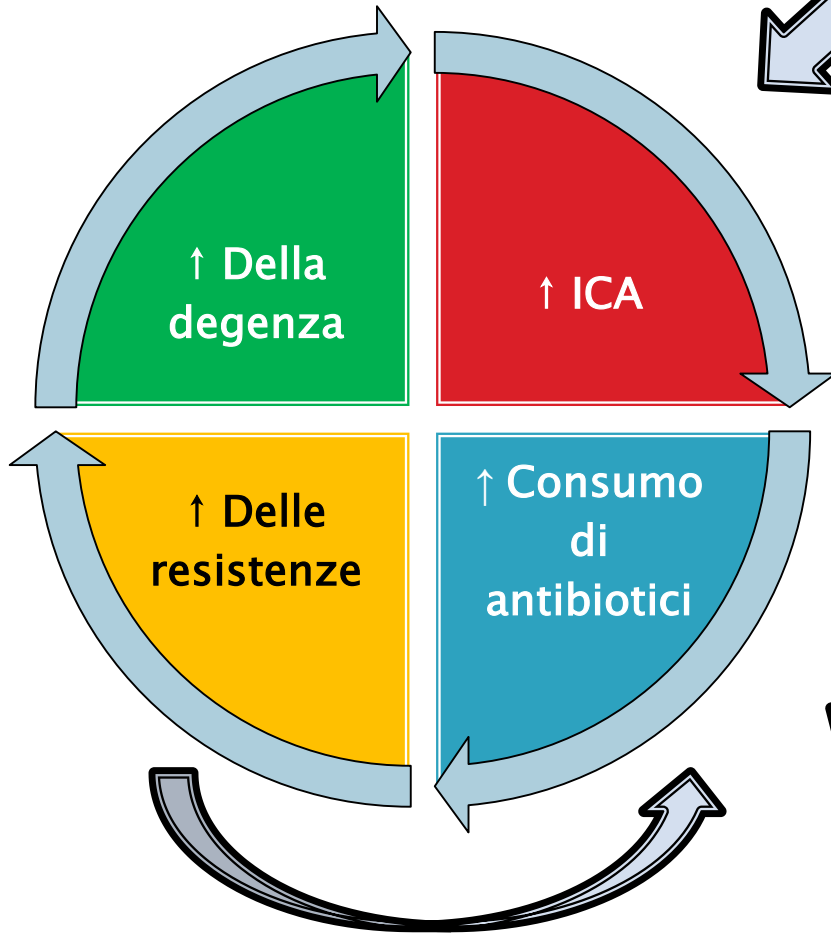 ↑ Della
degenza
↑ ICA
↑ Delle
resistenze
↑ Consumo
di
antibiotici